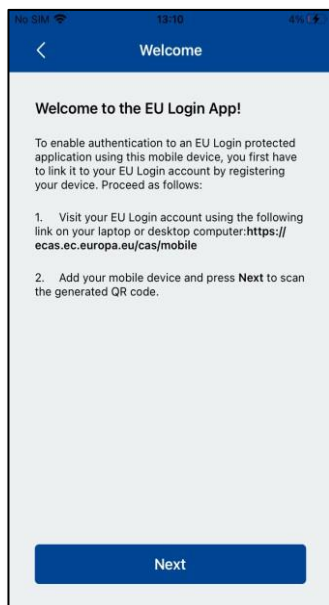 No SIM 13:10 4%
Welcome
Welcome to the EU Login App!
To enable authentication to an EU Login protected
application using this mobile device, you first have
to link it to your EU Login account by registering
your device. Proceed as follows:
1. Visit your EU Login account using the following
link on your laptop or desktop computer:https://
ecas.ec.europa.eu/cas/mobile
2. Add your mobile device and press Next to scan
the generated QR code.
Next